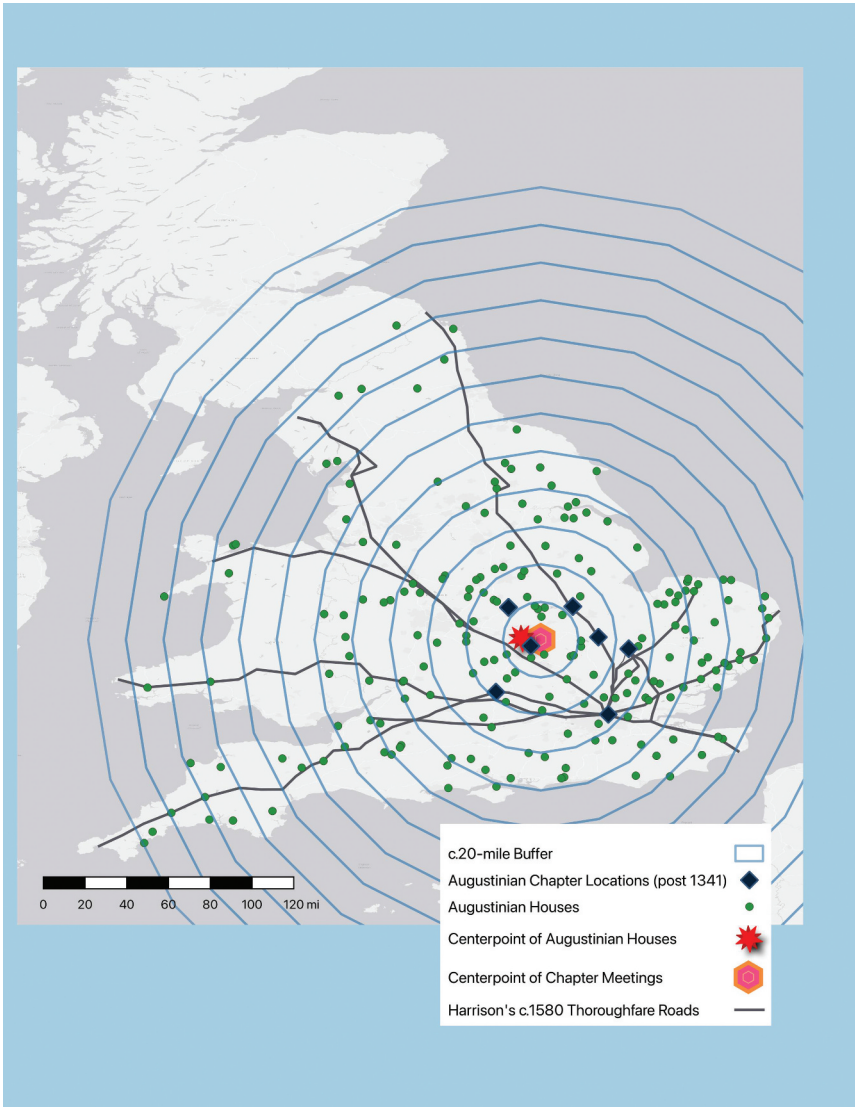 c.20-mile Buffer
Augustinian Chapter Locations (post 1341)
Augustinian Houses
Centerpoint of Augustinian Houses
Centerpoint of Chapter Meetings
Harrison's c.1580 Thoroughfare Roads
0 20 40 60 80 100 120 mi